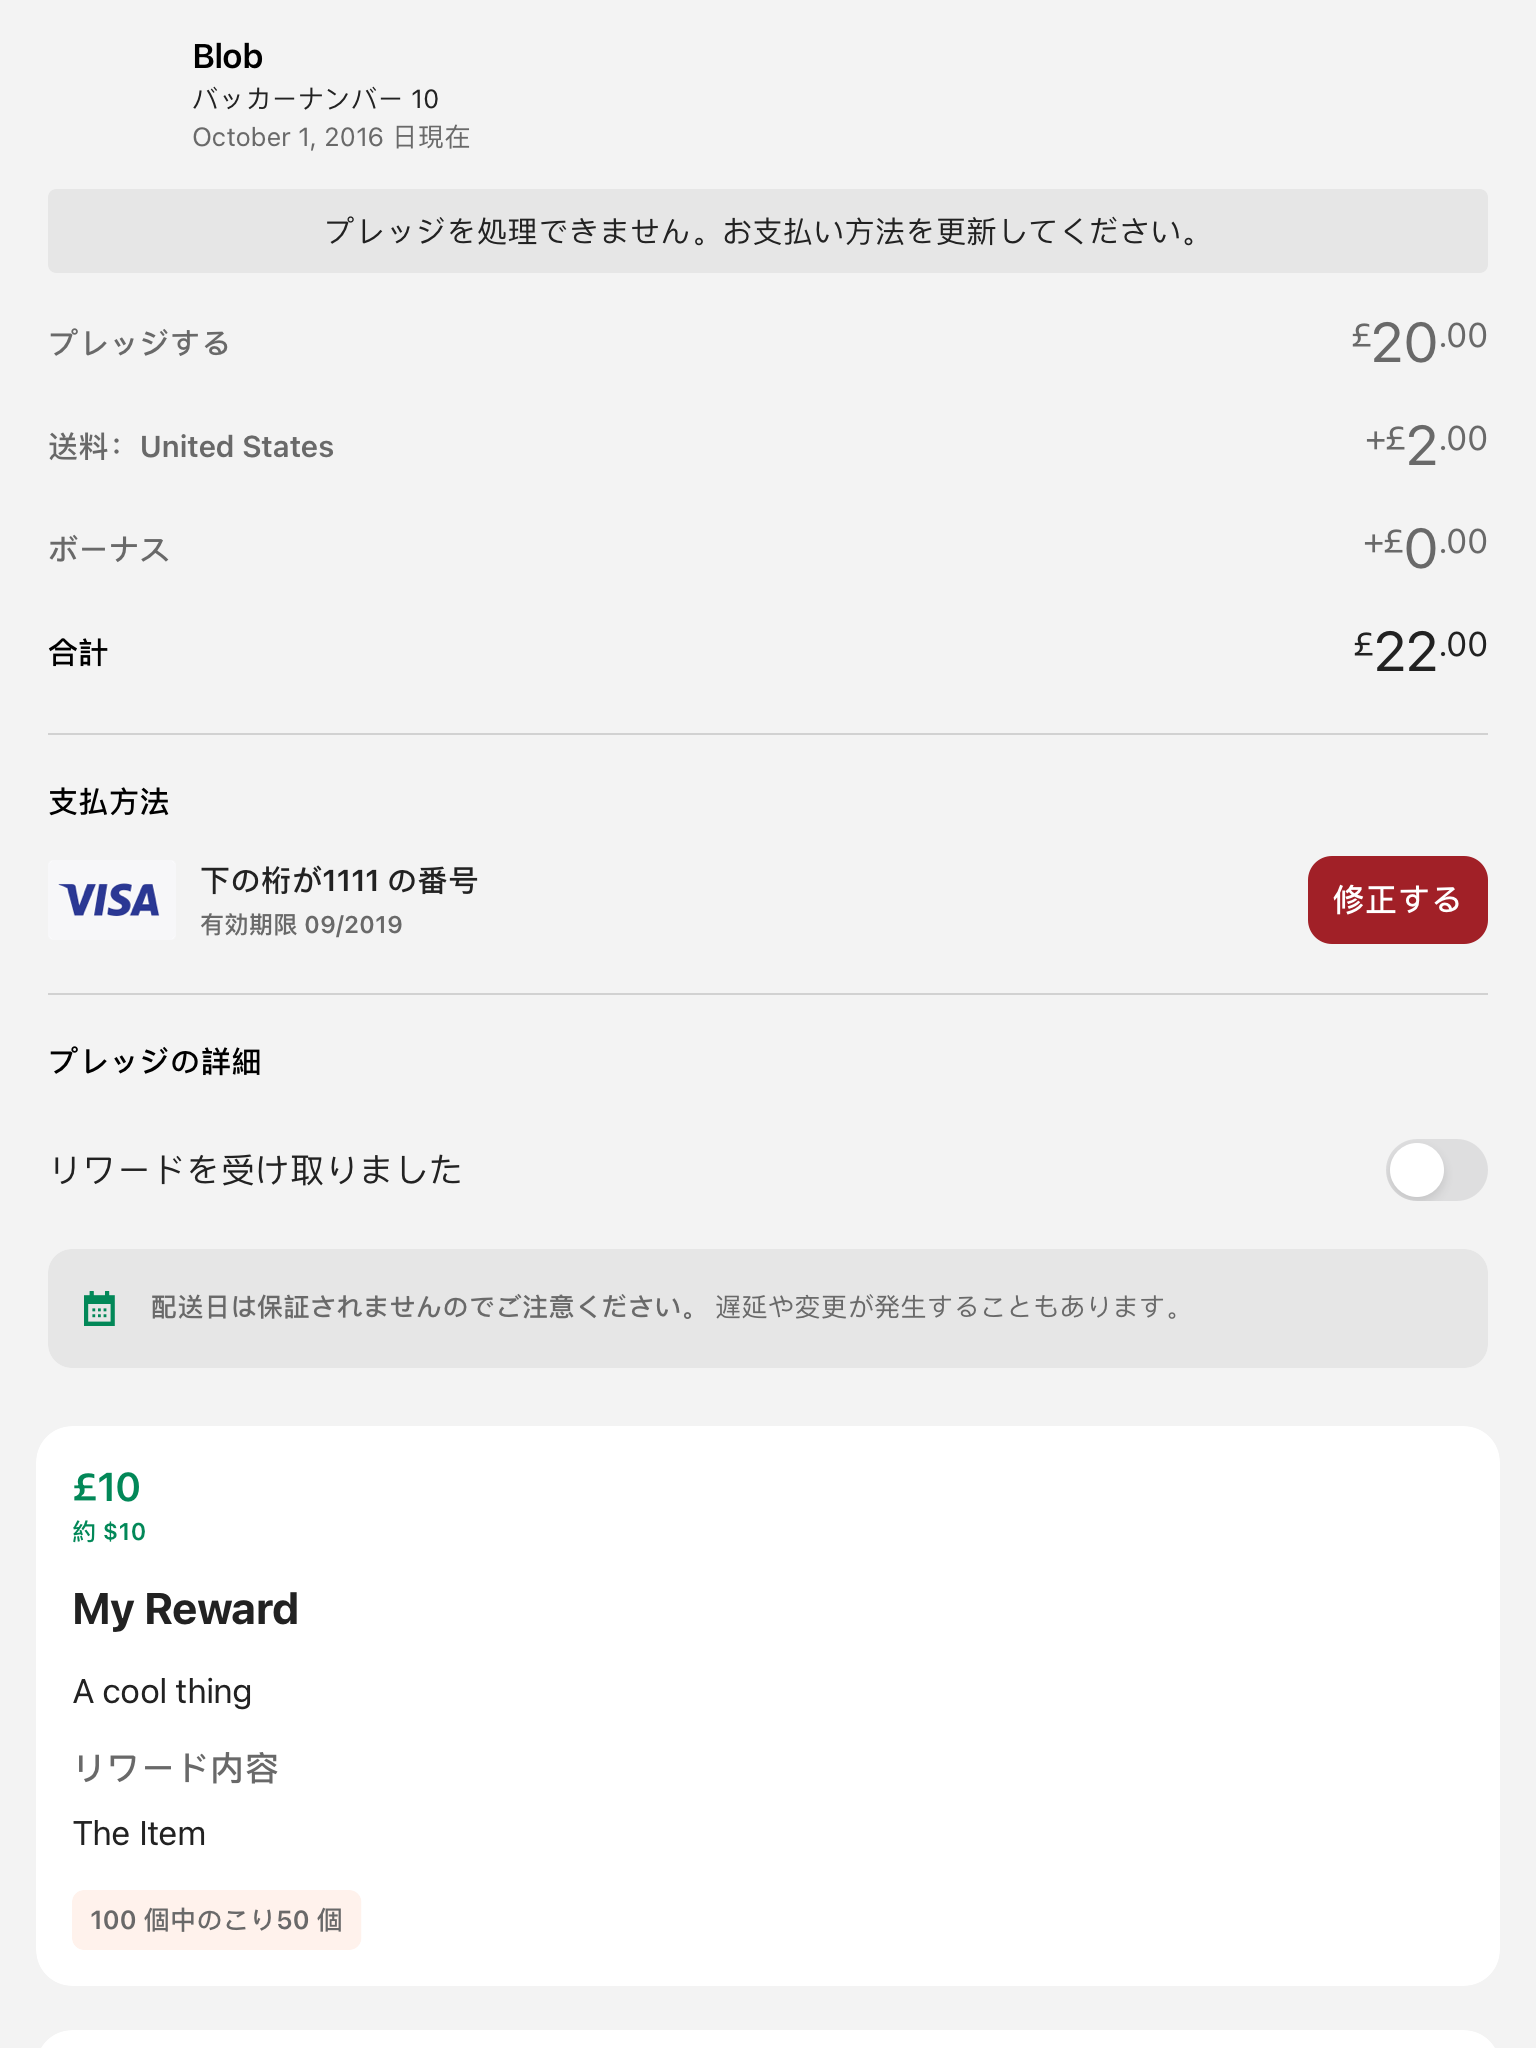 Blob
バッカーナンバー 10
October 1, 2016 日現在
プレッジを処理できません。お支払い方法を更新してください。
プレッジする £20.00
送料： United States +£2.00
ボーナス +£0.00
合計 £22.00
支払方法
VISA
下の桁が1111 の番号
有効期限 09/2019
修正する
プレッジの詳細
リワードを受け取りました
配送日は保証されませんのでご注意ください。 遅延や変更が発生することもあります。
£10
約 $10
My Reward
A cool thing
リワード内容
The Item
100 個中のこり50 個